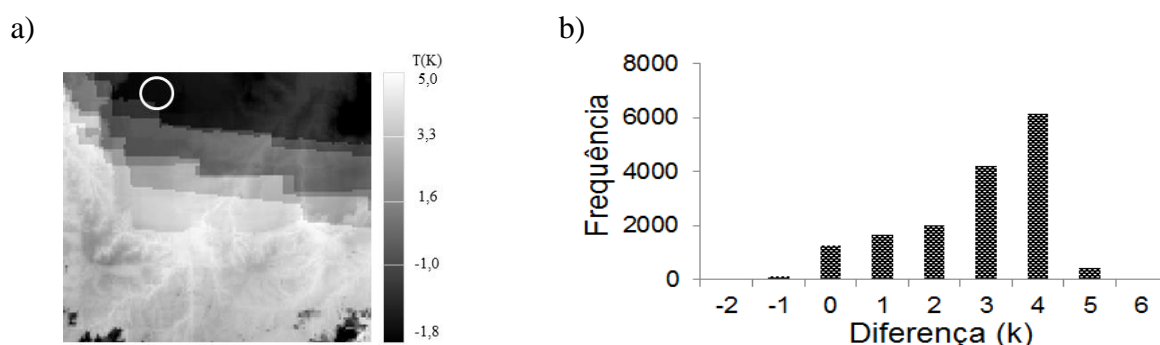 a)
T(K)
5,0
3,3
1,6
-1,0
-1,8
b)
8000
6000
4000
2000
0
Frequência
-2 -1 0 1 2 3 4 5 6
Diferença (k)